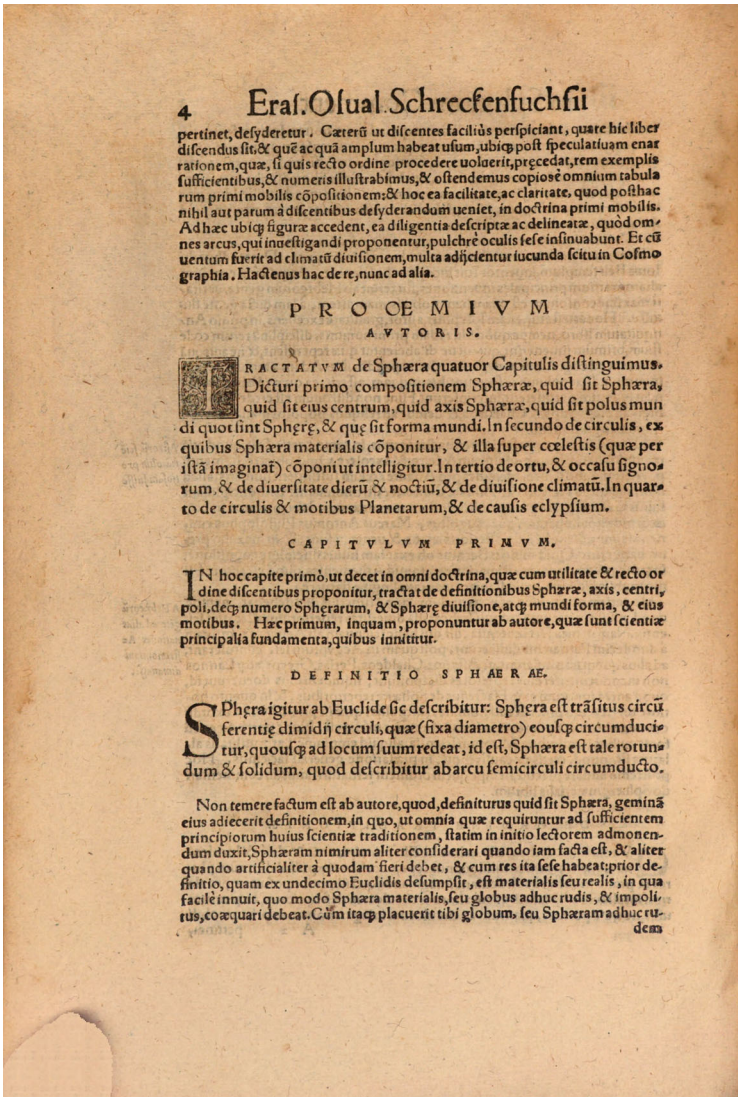 4 Eraſ. Oſual. Schreckenfuchſii
pertinet, deſyderetur. Cæterũ ut diſcentes faciliùs perſpiciant, quare hic liber
diſcendus ſit, & quẽ ac quã amplum habeat uſum, ubiqꝫ poſt ſpeculatiuam enar
rationem, quæ, ſi quis recto ordine procedere uoluerit, pręcedat, rem exemplis
ſufficientibus, & numeris illuſtrabimus, & oſtendemus copioſè omnium tabula
rum primi mobilis cõpoſitionem: & hoc ea facilitate, ac claritate, quod poſthac
nihil aut parum à diſcentibus deſyderandum ueniet, in doctrina primi mobilis.
Ad hæc ubiqꝫ figuræ accedent, ea diligentia deſcriptæ ac delineatæ, quòd om⸗
nes arcus, qui inueſtigandi proponentur, pulchrè oculis ſeſe inſinuabunt. Et cũ
uentum fuerit ad climatũ diuiſionem, multa adijcientur iucunda ſcitu in Coſmo
graphia. Hactenus hac de re, nunc ad alia.
PROOEMIVM
AVTORIS.
TRACTATVM de Sphæra quatuor Capitulis diſtinguimus.
Dicturi primo compoſitionem Sphæræ, quid ſit Sphæra,
quid ſit eius centrum, quid axis Sphæræ, quid ſit polus mun
di quot ſint Sphęrę, & quę ſit forma mundi. In ſecundo de circulis, ex
quibus Sphæra materialis cõponitur, & illa ſuper cœleſtis (quæ per
iſtã imaginat᷑) cõponi ut intelligitur. In tertio de ortu, & occaſu ſigno⸗
rum, & de diuerſitate dierũ & noctiũ, & de diuiſione climatũ. In quar⸗
to de circulis & motibus Planetarum, & de cauſis eclypſium.
CAPITVLVM PRIMVM.
IN hoc capite primò, ut decet in omni doctrina, quæ cum utilitate & recto or
dine diſcentibus proponitur, tractat de definitionibus Sphæræ, axis, centri,
poli, deqꝫ numero Sphęrarum, & Sphærę diuiſione, atqꝫ mundi forma, & eius
motibus. Hæc primum, inquam, proponuntur ab autore, quæ ſunt ſcientiæ
principalia fundamenta, quibus innititur.
DEFINITIO SPHAERAE.
SPhęra igitur ab Euclide ſic deſcribitur: Sphęra eſt trãſitus circũ
ferentię dimidij circuli, quæ (fixa diametro) eouſqꝫ circumduci⸗
tur, quouſqꝫ ad locum ſuum redeat, id eſt, Sphæra eſt tale rotun⸗
dum & ſolidum, quod deſcribitur ab arcu ſemicirculi circumducto.
Non temere factum eſt ab autore, quod, definiturus quid ſit Sphæra, geminã
eius adiecerit definitionem, in quo, ut omnia quæ requiruntur ad ſufficientem
principiorum huius ſcientiæ traditionem, ſtatim in initio lectorem admonen⸗
dum duxit, Sphæram nimirum aliter conſiderari quando iam facta eſt, & aliter
quando artificialiter à quodam fieri debet, & cum res ita ſeſe habeat: prior de⸗
finitio, quam ex undecimo Euclidis deſumpſit, eſt materialis ſeu realis, in qua
facilè innuit, quo modo Sphæra materialis, ſeu globus adhuc rudis, & impoli⸗
tus, coæquari debeat. Cùm itaqꝫ placuerit tibi globum, ſeu Sphæram adhuc ru⸗
dem